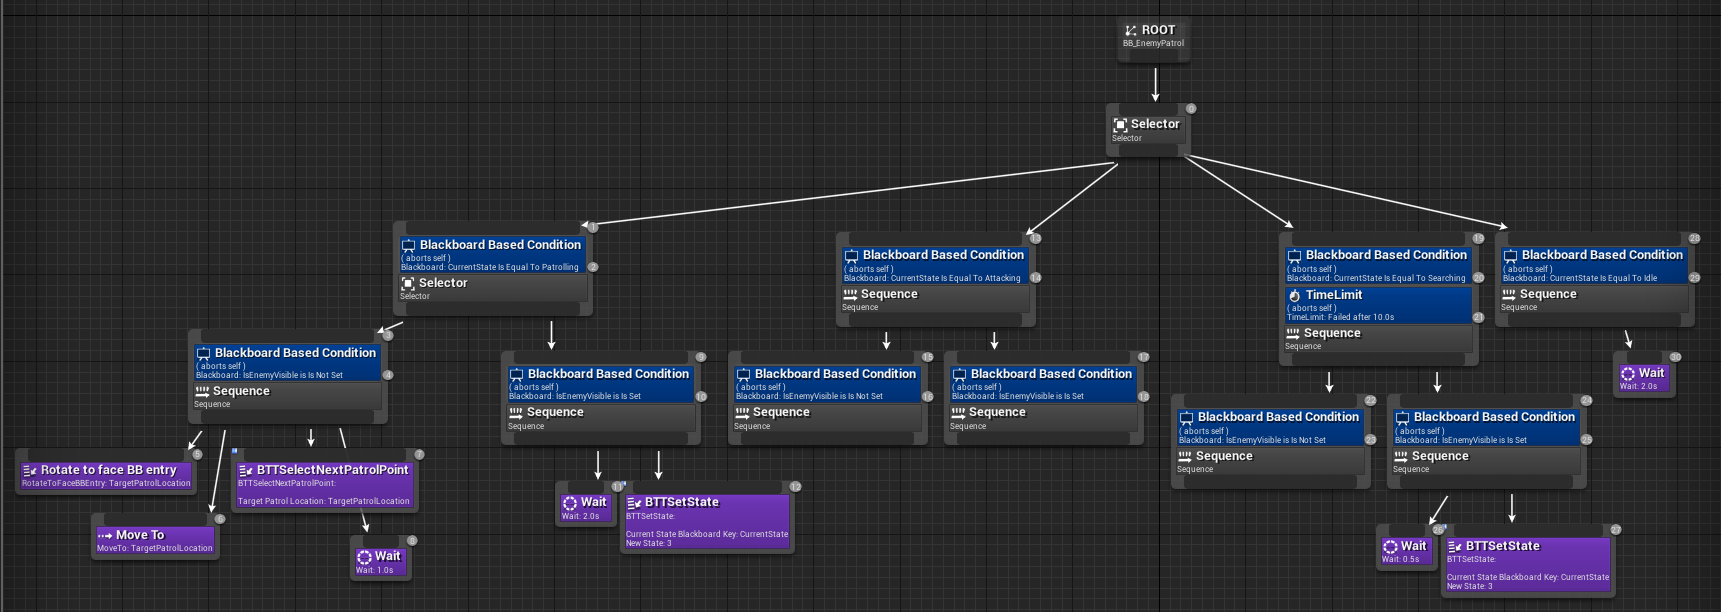 ROOT
BB_EnemyPatrol
0
Selector
Selector
1
Blackboard Based Condition
( aborts self )
Blackboard: CurrentState Is Equal To Patrolling
2
Selector
Selector
13
Blackboard Based Condition
( aborts self )
Blackboard: CurrentState Is Equal To Attacking
14
Sequence
Sequence
19
Blackboard Based Condition
( aborts self )
Blackboard: CurrentState Is Equal To Searching
20
TimeLimit
( aborts self )
TimeLimit: Failed after 10.0s
21
Sequence
Sequence
28
Blackboard Based Condition
( aborts self )
Blackboard: CurrentState Is Equal To Idle
29
Sequence
Sequence
3
Blackboard Based Condition
( aborts self )
Blackboard: IsEnemyVisible is Is Not Set
4
Sequence
Sequence
9
Blackboard Based Condition
( aborts self )
Blackboard: IsEnemyVisible is Is Set
10
Sequence
Sequence
15
Blackboard Based Condition
( aborts self )
Blackboard: IsEnemyVisible is Is Not Set
16
Sequence
Sequence
17
Blackboard Based Condition
( aborts self )
Blackboard: IsEnemyVisible is Is Set
18
Sequence
Sequence
22
Blackboard Based Condition
( aborts self )
Blackboard: IsEnemyVisible is Is Not Set
23
Sequence
Sequence
24
Blackboard Based Condition
( aborts self )
Blackboard: IsEnemyVisible is Is Set
25
Sequence
Sequence
30
Wait
Wait: 2.0s
5
Rotate to face BB entry
RotateToFaceBBEntry: TargetPatrolLocation
6
Move To
MoveTo: TargetPatrolLocation
7
BTTSelectNextPatrolPoint
BTTSelectNextPatrolPoint:
Target Patrol Location: TargetPatrolLocation
8
Wait
Wait: 1.0s
11
Wait
Wait: 2.0s
12
BTTSetState
BTTSetState:
Current State Blackboard Key: CurrentState
New State: 3
26
Wait
Wait: 0.5s
27
BTTSetState
BTTSetState:
Current State Blackboard Key: CurrentState
New State: 3